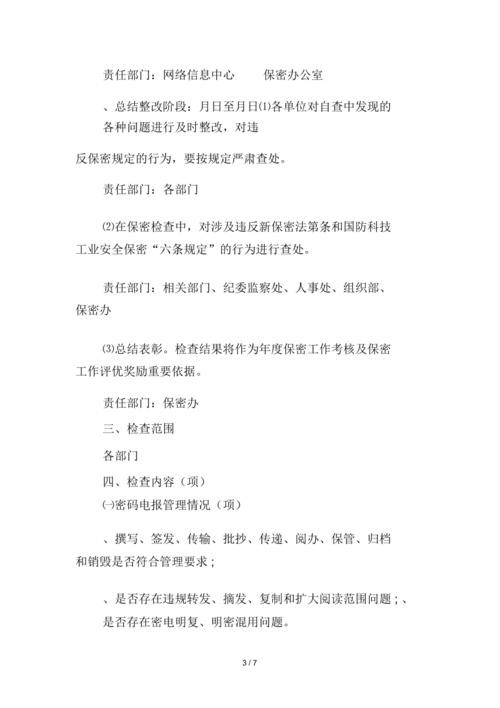 责任部门：网络信息中心　　保密办公室
、总结整改阶段：月日至月日⑴各单位对自查中发现的
各种问题进行及时整改，对违
反保密规定的行为，要按规定严肃查处。
责任部门：各部门
⑵在保密检查中，对涉及违反新保密法第条和国防科技
工业安全保密“六条规定”的行为进行查处。
责任部门：相关部门、纪委监察处、人事处、组织部、
保密办
⑶总结表彰。检查结果将作为年度保密工作考核及保密
工作评优奖励重要依据。
责任部门：保密办
三、检查范围
各部门
四、检查内容（项）
㈠密码电报管理情况（项）
、撰写、签发、传输、批抄、传递、阅办、保管、归档
和销毁是否符合管理要求；
、是否存在违规转发、摘发、复制和扩大阅读范围问题；、
是否存在密电明复、明密混用问题。
3 / 7